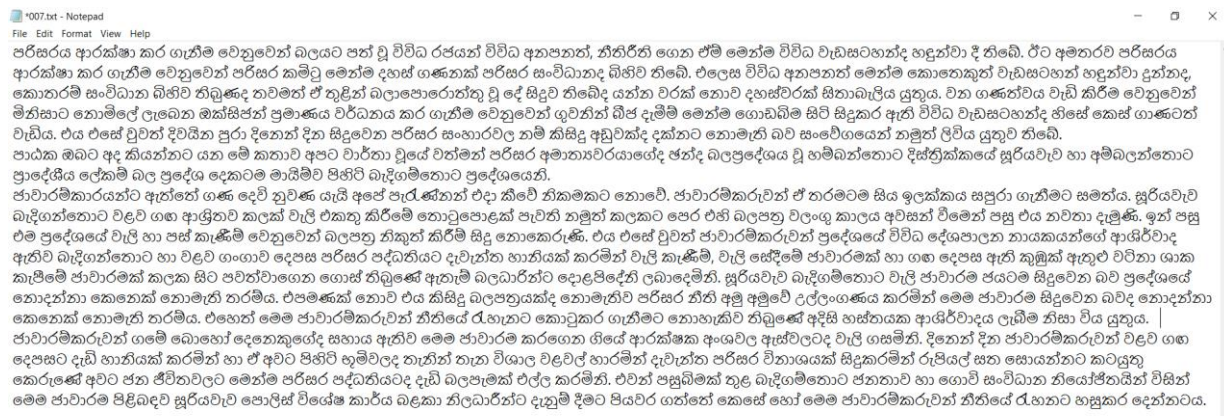 *007.txt - Notepad
File Edit Format View Help
පරිසරය ආරක්ෂා කර ගැනීම වෙනුවෙන් බලයට පත් වූ විවිධ රජයන් විවිධ අනපනත්, නීතිරීති ගෙන ඒම් මෙන්ම විවිධ වැඩසටහන්ද හඳුන්වා දී තිබේ. ඊට අමතරව පරිසරය
ආරක්ෂා කර ගැනීම වෙනුවෙන් පරිසර කමිටු මෙන්ම දහස් ගණනක් පරිසර සංවිධානද බිහිව තිබේ. එලෙස විවිධ අනපනත් මෙන්ම කොතෙකුත් වැඩසටහන් හඳුන්වා දුන්නද,
කොතරම් සංවිධාන බිහිව තිබුණද තවමත් ඒ තුළින් බලාපොරොත්තු වූ දේ සිදුව තිබේද යන්න වරක් නොව දහස්වරක් සිතාබැලිය යුතුය. වන ගණත්වය වැඩි කිරීම වෙනුවෙන්
මිනිසාට නොමිලේ ලැබෙන ඔක්සිජන් ප්‍රමාණය වර්ධනය කර ගැනීම වෙනුවෙන් ගුවනින් බීජ දැමීම් මෙන්ම ගොඩබිම සිටි සිදුකර ඇති විවිධ වැඩසටහන්ද හිසේ කෙස් ගාණටත්
වැඩිය. එය එසේ වුවත් දිවයින පුරා දිනෙන් දින සිදුවෙන පරිසර සංහාරවල නම් කිසිදු අඩුවක්ද දක්නට නොමැති බව සංවේගයෙන් නමුත් ලිවිය යුතුව තිබේ.
පාඨක ඔබට අද කියන්නට යන මේ කතාව අපට වාර්තා වූයේ වත්මන් පරිසර අමාත්‍යවරයාගේද ඡන්ද බලප්‍රදේශය වූ හම්බන්තොට දිස්ත්‍රික්කයේ සූරියවැව හා අම්බලන්තොට
ප්‍රාදේශීය ලේකම් බල ප්‍රදේශ දෙකටම මායිම්ව පිහිටි බැදිගම්තොට ප්‍රදේශයෙනි.
ජාවාරම්කාරයන්ට ඇත්තේ ගණ දෙවි නුවණ යැයි අපේ පැරැණ්නන් එදා කීවේ නිකමකට නොවේ. ජාවාරම්කරුවන් ඒ තරමටම සිය ඉලක්කය සපුරා ගැනීමට සමත්ය. සූරියවැව
බැදිගන්තොට වළව ගඟ ආශ්‍රිතව කලක් වැලි එකතු කිරීමේ තොටුපොළක් පැවති නමුත් කලකට පෙර එහි බලපත්‍ර වලංගු කාලය අවසන් වීමෙන් පසු එය නවතා දැමුණි. ඉන් පසු
එම ප්‍රදේශයේ වැලි හා පස් කැණීම් වෙනුවෙන් බලපත්‍ර නිකුත් කිරීම් සිදු නොකෙරුණි. එය එසේ වුවත් ජාවාරම්කරුවන් ප්‍රදේශයේ විවිධ දේශපාලන නායකයන්ගේ ආශිර්වාද
ඇතිව බැදිගන්තොට හා වළව ගංගාව දෙපස පරිසර පද්ධතියට දැවැන්ත හානියක් කරමින් වැලි කැණීම්, වැලි සේදීමේ ජාවාරමක් හා ගඟ දෙපස ඇති කුඹුක් ඇතුළු වටිනා ශාක
කැපීමේ ජාවාරමක් කලක සිට පවත්වාගෙන ගොස් තිබුණේ ඇතැම් බලධාරින්ට දොළපිදේනි ලබාදෙමිනි. සූරියවැව බැදිගම්තොට වැලි ජාවාරම ජයටම සිදුවෙන බව ප්‍රදේශයේ
නොදන්නා කෙනෙක් නොමැති තරම්ය. එපමණක් නොව එය කිසිදු බලපත්‍රයක්ද නොමැතිව පරිසර නීති අමු අමුවේ උල්ලංගණය කරමින් මෙම ජාවාරම සිදුවෙන බවද නොදන්නා
කෙනෙක් නොමැති තරම්ය. එහෙත් මෙම ජාවාරම්කරුවන් නීතියේ රැහැනට කොටුකර ගැනීමට නොහැකිව තිබුණේ අදිසි හස්තයක ආශිර්වාදය ලැබීම නිසා විය යුතුය.
ජාවාරම්කරුවන් ගමේ බොහෝ දෙනෙකුගේද සහාය ඇතිව මෙම ජාවාරම කරගෙන ගියේ ආරක්ෂක අංශවල ඇස්වලටද වැලි ගසමිනි. දිනෙන් දින ජාවාරම්කරුවන් වළව ගඟ
දෙපසට දැඩි හානියක් කරමින් හා ඒ අවට පිහිටි භූමිවලද තැනින් තැන විශාල වළවල් හාරමින් දැවැන්ත පරිසර විනාශයක් සිදුකරමින් රුපියල් සත සොයන්නට කටයුතු
කෙරුණේ අවට ජන ජීවිතවලට මෙන්ම පරිසර පද්ධතියටද දැඩි බලපෑමක් එල්ල කරමිනි. එවන් පසුබිමක් තුළ බැදිගම්තොට ජනතාව හා ගොවි සංවිධාන නියෝජිතයින් විසින්
මෙම ජාවාරම පිළිබඳව සූරියවැව පොලිස් විශේෂ කාර්ය බළකා නිලධාරීන්ට දැනුම් දීමට පියවර ගත්තේ කෙසේ හෝ මෙම ජාවාරම්කරුවන් නීතියේ රැහනට හසුකර දෙන්නටය.